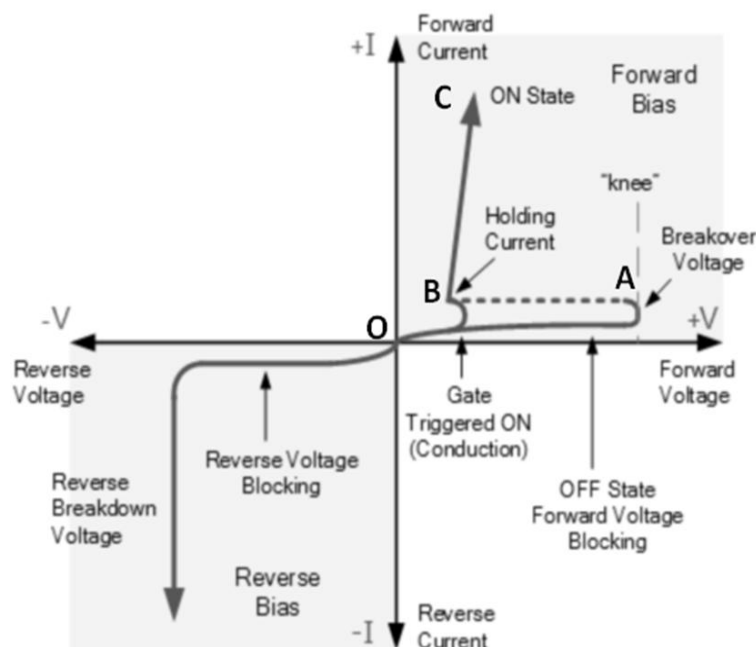 +I
Forward
Current
C
ON State
Forward
Bias
"knee"
Holding
Current
Breakover
Voltage
B
A
-V
O
+V
Reverse
Voltage
Forward
Voltage
Gate
Triggered ON
(Conduction)
Reverse Voltage
Blocking
Reverse
Breakdown
Voltage
OFF State
Forward Voltage
Blocking
Reverse
Bias
-I
Reverse
Current